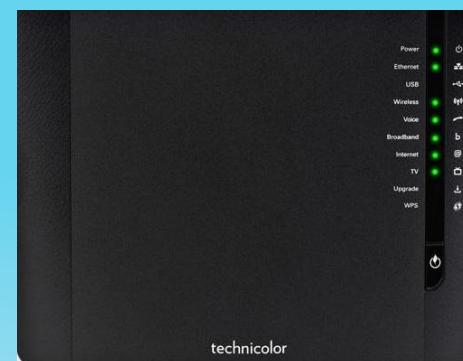 Power
Ethernet
USB
Wireless
Voice
Broadband
Internet
TV
Upgrade
WPS
technicolor